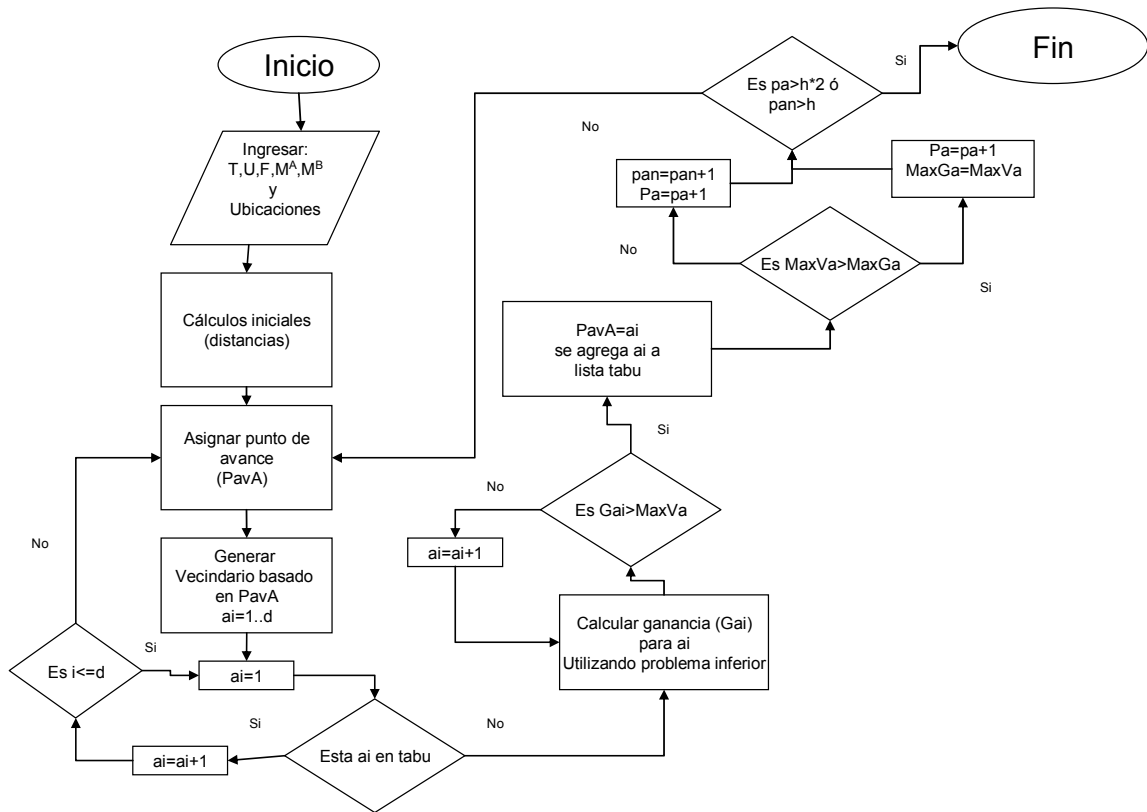 Inicio
Ingresar:
T,U,F,Mᴬ,Mᴮ
y
Ubicaciones
Cálculos iniciales
(distancias)
Asignar punto de
avance
(PavA)
No
Generar
Vecindario basado
en PavA
ai=1..d
Es i<=d
Si
ai=1
Si
ai=ai+1
Esta ai en tabu
No
Calcular ganancia (Gai)
para ai
Utilizando problema inferior
ai=ai+1
No
Es Gai>MaxVa
Si
PavA=ai
se agrega ai a
lista tabu
No
Es MaxVa>MaxGa
Si
pan=pan+1
Pa=pa+1
Pa=pa+1
MaxGa=MaxVa
No
Es pa>h*2 ó
pan>h
Si
Fin